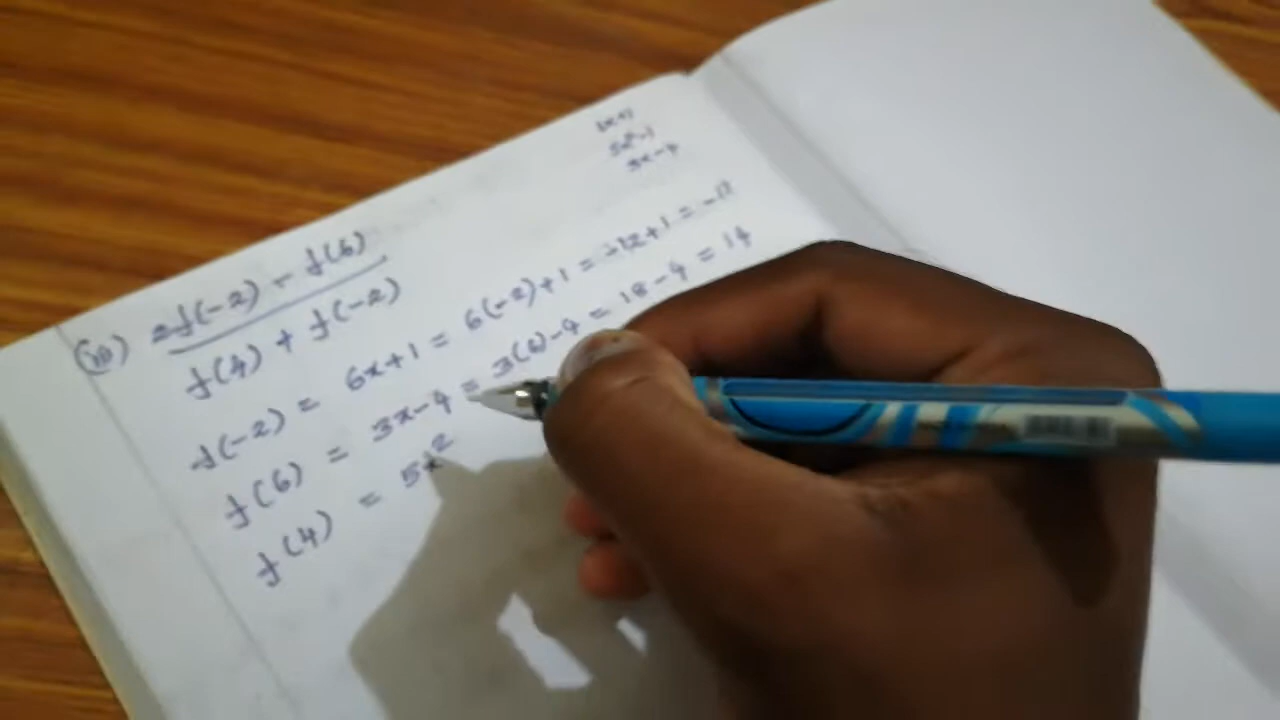 6x+1
5x²-1
3x-4
(iii) 2f(-2) - f(6)
f(4) + f(-2)
f(-2) = 6x+1 = 6(-2)+1 = -12+1 = -11
f(6) = 3x-4 = 3(6)-4 = 18-4 = 14
f(4) = 5x²